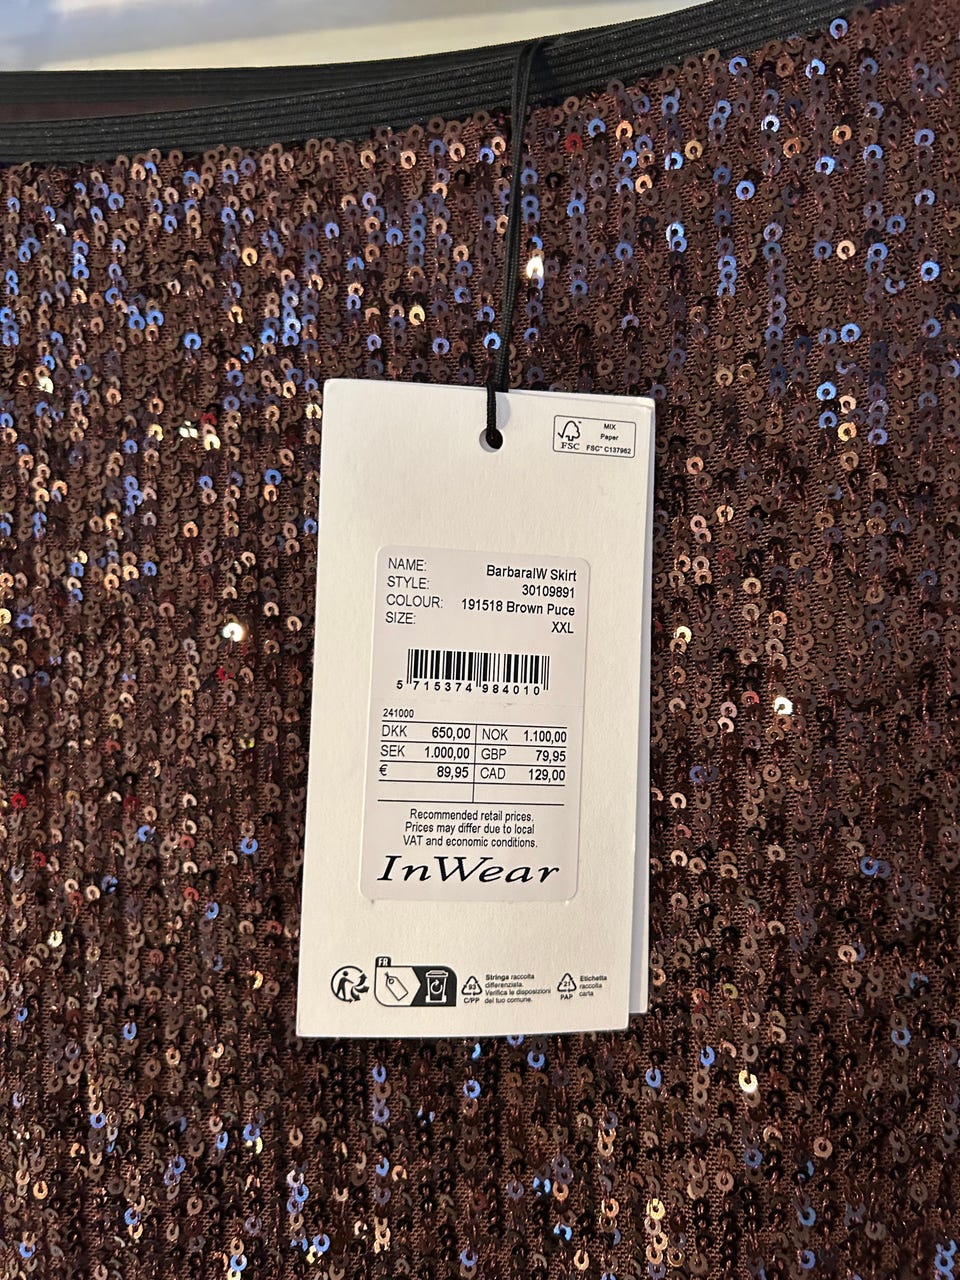 MIX
Paper
FSC™ C137962
FSC
NAME: BarbaraIW Skirt
STYLE: 30109891
COLOUR: 191518 Brown Puce
SIZE: XXL
5 715374 984010
241000
DKK 650,00 NOK 1.100,00
SEK 1.000,00 GBP 79,95
€ 89,95 CAD 129,00
Recommended retail prices.
Prices may differ due to local
VAT and economic conditions.
InWear
FR
Stringa raccolta
differenziata.
Verifica le disposizioni
del tuo comune.
93
C/PP
Etichetta
raccolta
carta.
21
PAP